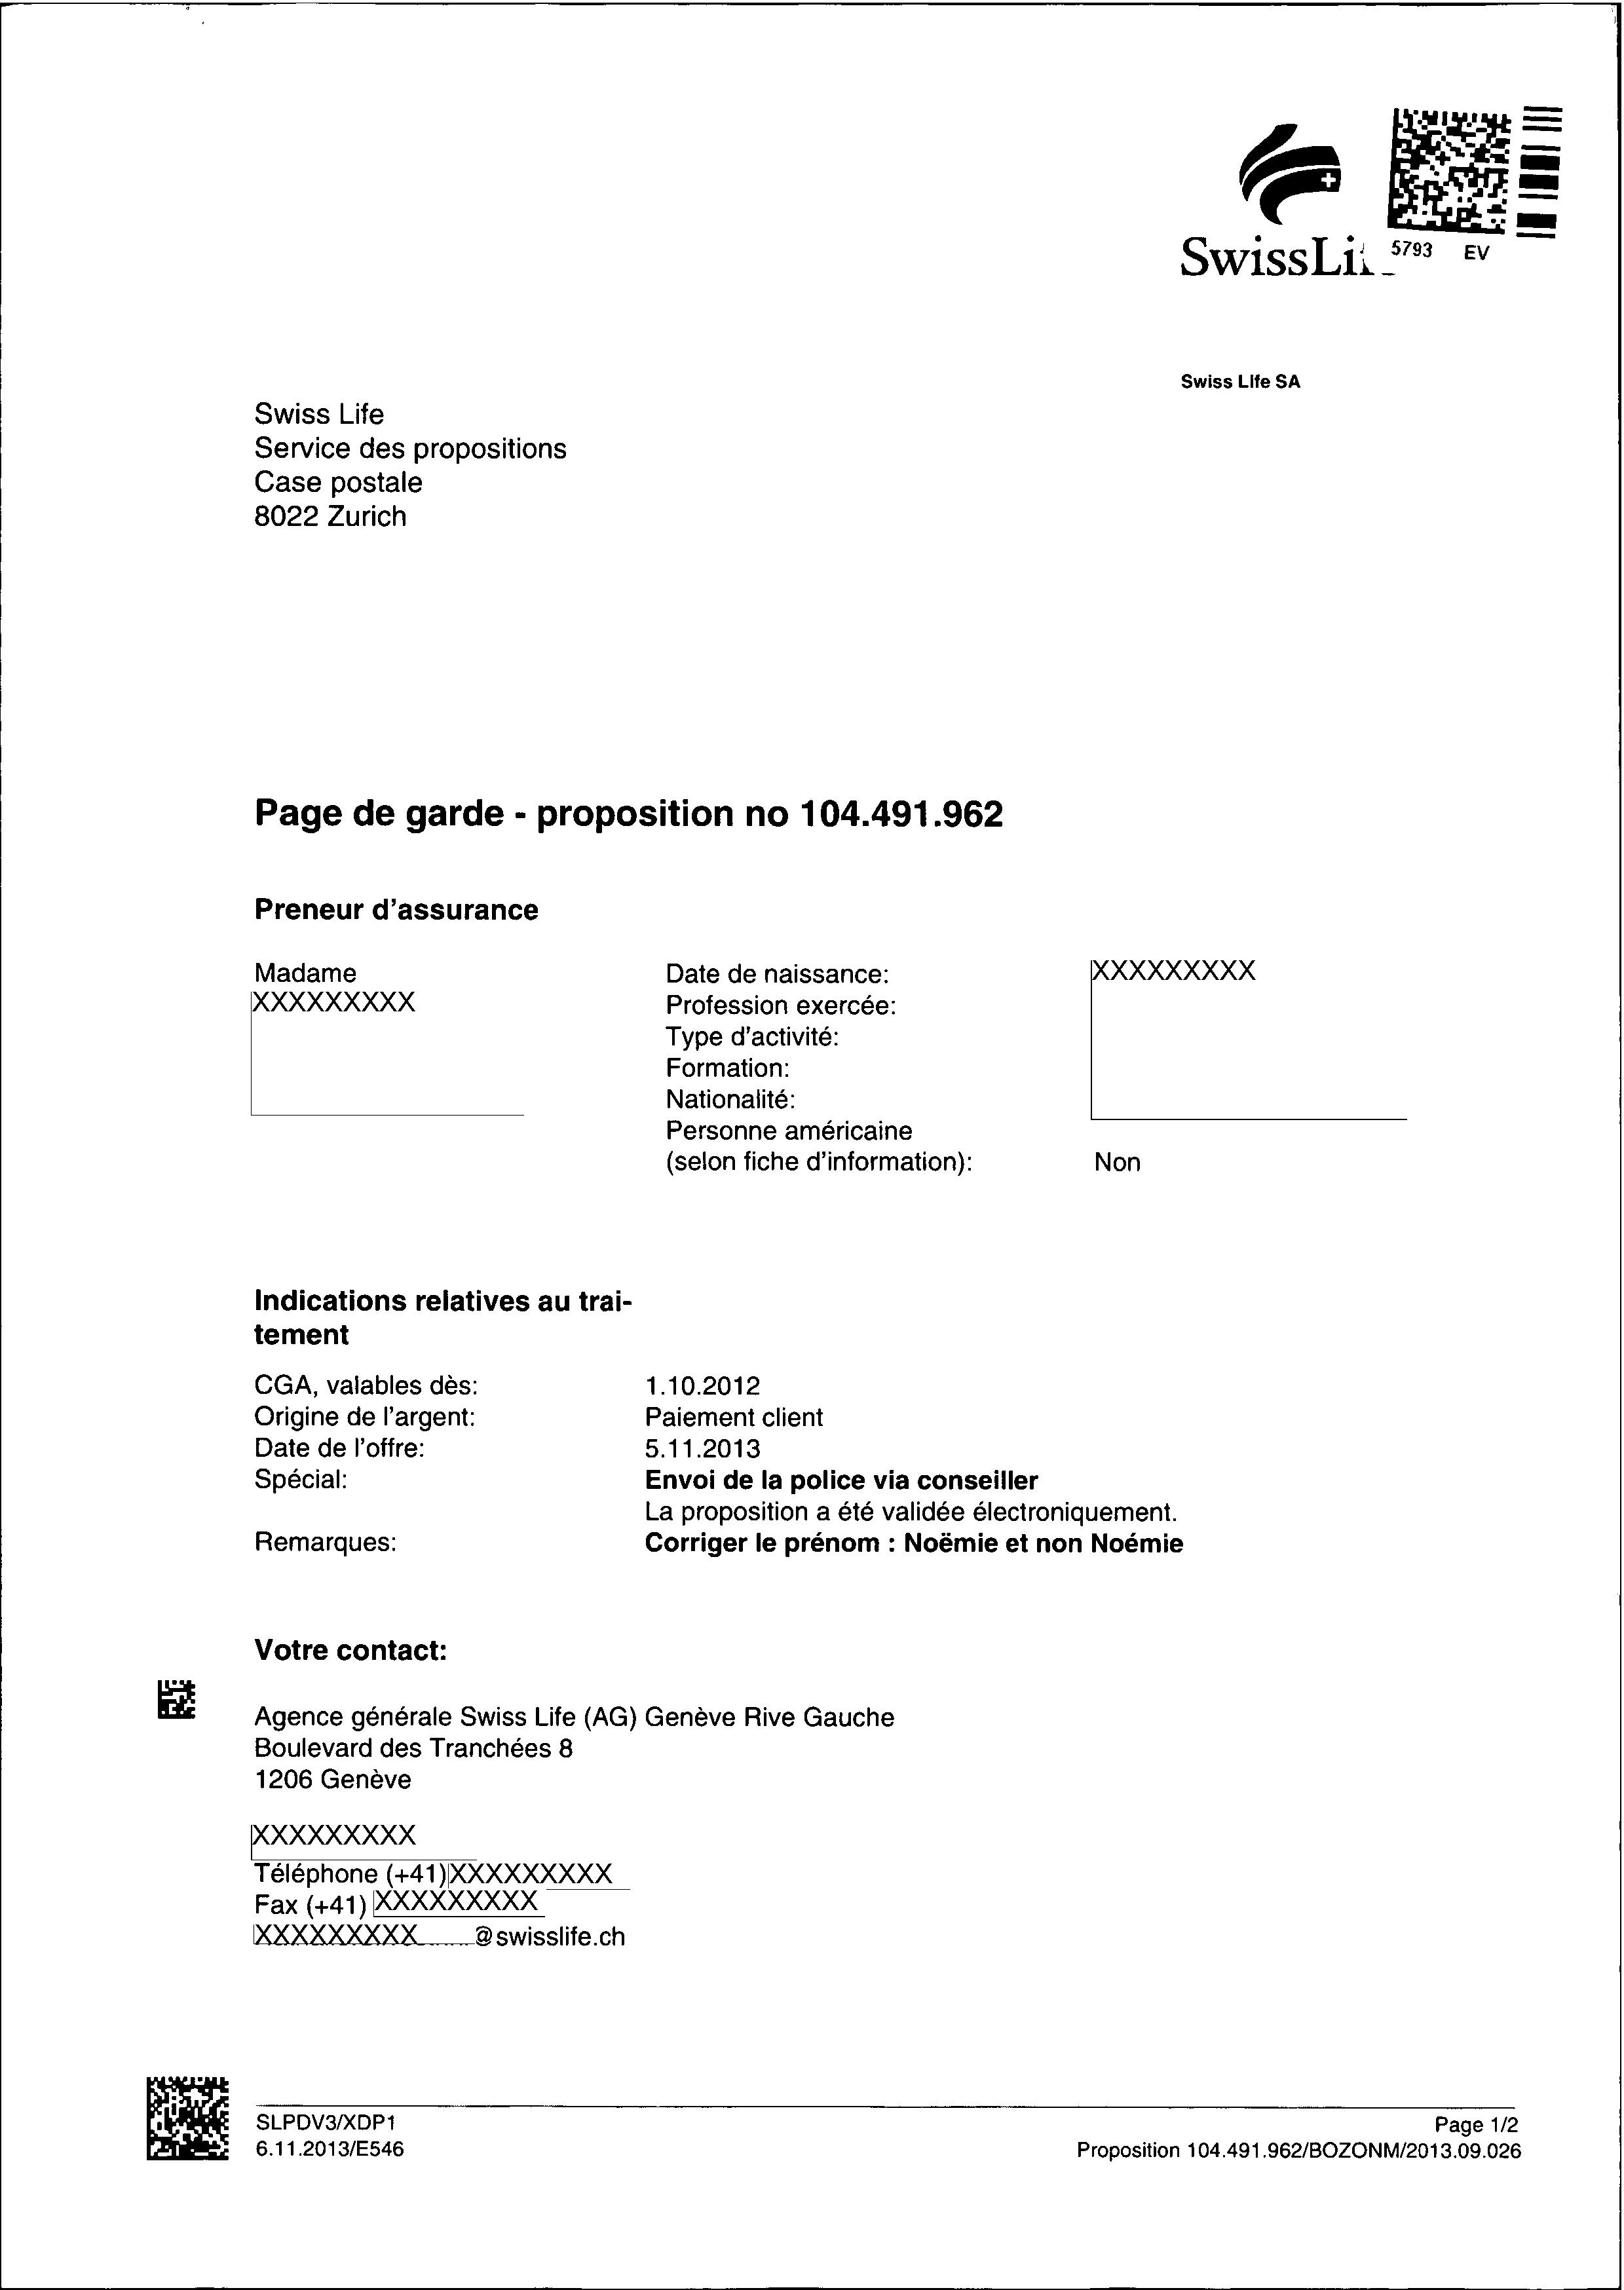 SwissLi
5793 EV
Swiss Life SA
Swiss Life
Service des propositions
Case postale
8022 Zurich
Page de garde - proposition no 104.491.962
Preneur d'assurance
Madame
XXXXXXXXX
Date de naissance: XXXXXXXXX
Profession exercée:
Type d'activité:
Formation:
Nationalité:
Personne américaine
(selon fiche d'information): Non
Indications relatives au trai-
tement
CGA, valables dès: 1.10.2012
Origine de l'argent: Paiement client
Date de l'offre: 5.11.2013
Spécial: Envoi de la police via conseiller
La proposition a été validée électroniquement.
Remarques: Corriger le prénom : Noëmie et non Noémie
Votre contact:
Agence générale Swiss Life (AG) Genève Rive Gauche
Boulevard des Tranchées 8
1206 Genève
XXXXXXXXX
Téléphone (+41) XXXXXXXXX
Fax (+41) XXXXXXXXX
XXXXXXXXX @swisslife.ch
SLPDV3/XDP1
6.11.2013/E546
Page 1/2
Proposition 104.491.962/BOZONM/2013.09.026